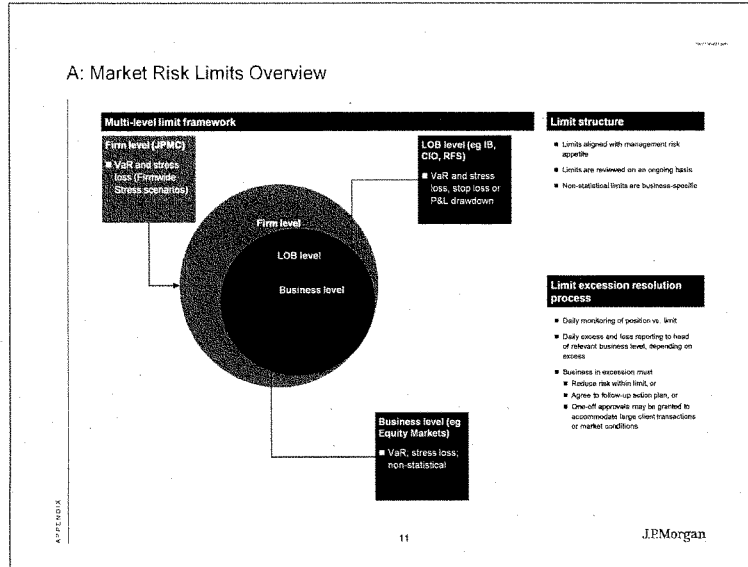 A: Market Risk Limits Overview
Multi-level limit framework
Firm level (JPMC)
■ VaR and stress
loss (Firmwide
Stress scenarios)
LOB level (eg IB,
CIO, RFS)
■ VaR and stress
loss, stop loss or
P&L drawdown
Firm level
LOB level
Business level
Business level (eg
Equity Markets)
■ VaR, stress loss;
non-statistical
Limit structure
■ Limits aligned with management risk
appetite
■ Limits are reviewed on an ongoing basis
■ Non-statistical limits are business-specific
Limit excession resolution
process
■ Daily monitoring of position vs. limit
■ Daily excess and loss reporting to head
of relevant business level, depending on
excess
■ Business in excession must
■ Reduce risk within limit, or
■ Agree to follow-up action plan, or
■ One-off approvals may be granted to
accommodate large client transactions
or market conditions
APPENDIX
11
J.P.Morgan